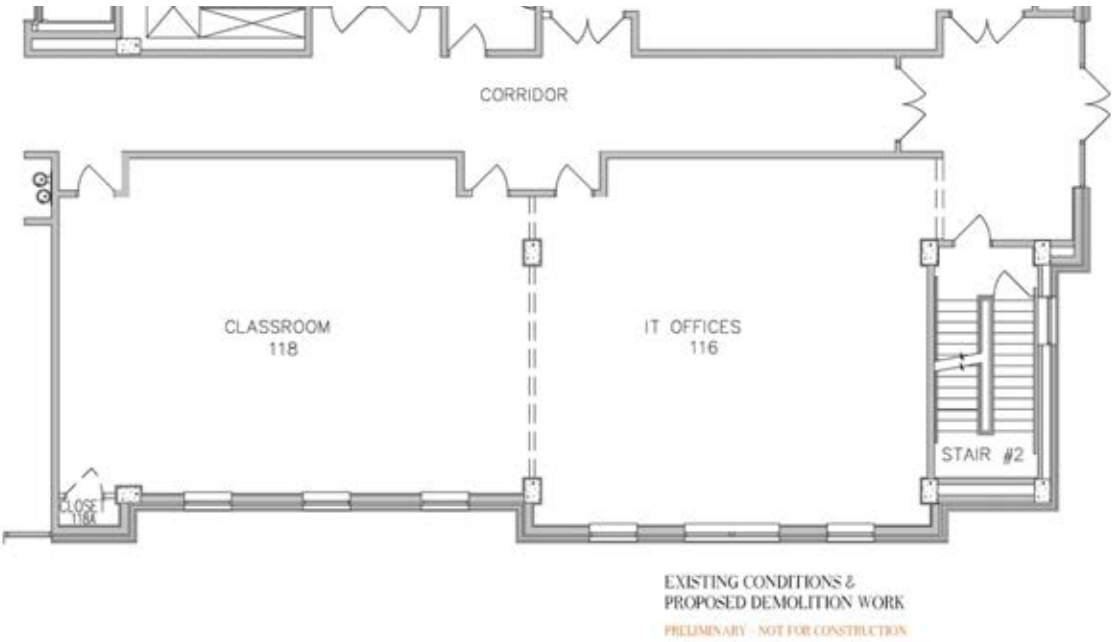 CORRIDOR
CLASSROOM
118
IT OFFICES
116
STAIR #2
CLOSET
118A
EXISTING CONDITIONS &
PROPOSED DEMOLITION WORK
PRELIMINARY - NOT FOR CONSTRUCTION